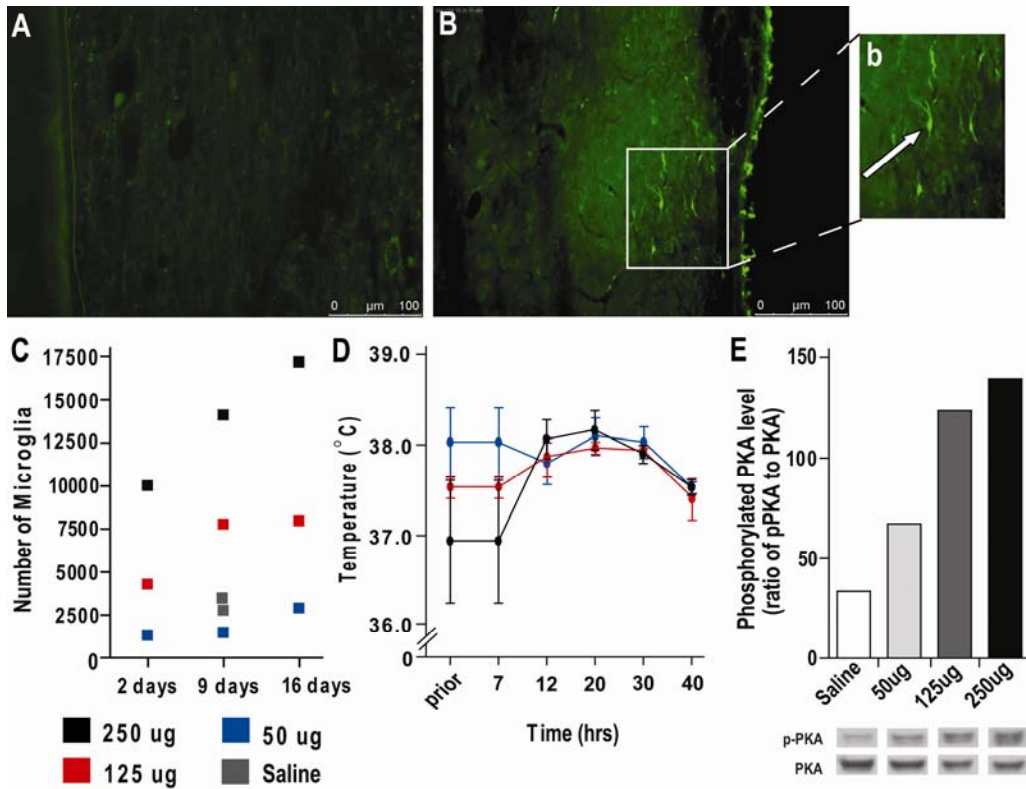 A
B
b
0 µm 100
0 µm 100
C
Number of Microglia
17500
15000
12500
10000
7500
5000
2500
0
2 days 9 days 16 days
250 ug
50 ug
125 ug
Saline
D
Temperature (°C)
39.0
38.0
37.0
36.0
0
prior 7 12 20 30 40
Time (hrs)
E
Phosphorylated PKA level
(ratio of pPKA to PKA)
150
100
50
0
Saline 50ug 125ug 250ug
p-PKA
PKA